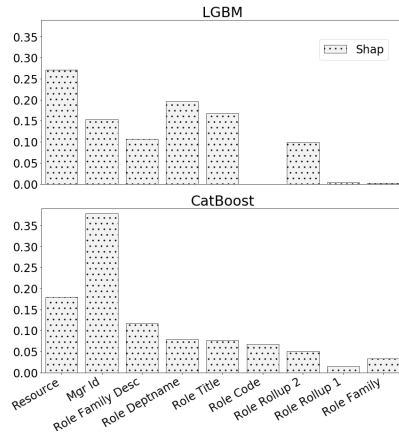 LGBM
0.35
0.30
0.25
0.20
0.15
0.10
0.05
0.00
Shap
CatBoost
0.35
0.30
0.25
0.20
0.15
0.10
0.05
0.00
Resource
Mgr Id
Role Family Desc
Role Deptname
Role Title
Role Code
Role Rollup 2
Role Rollup 1
Role Family